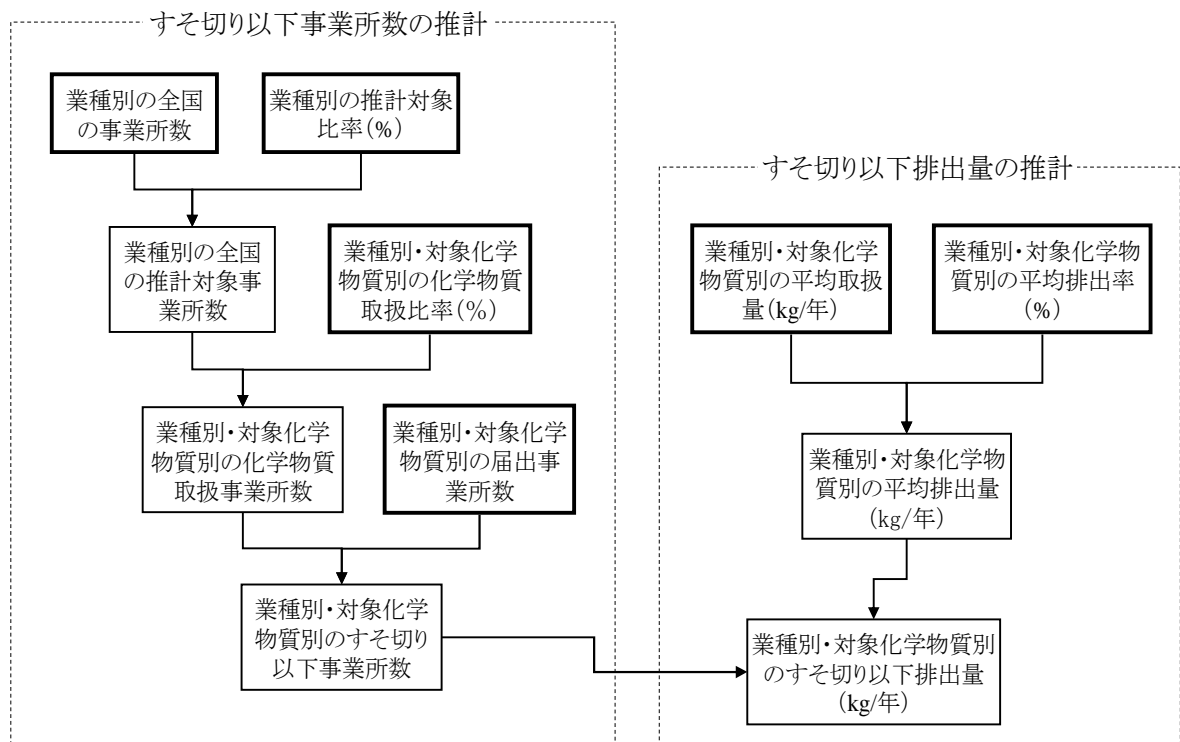 すそ切り以下事業所数の推計
業種別の全国
の事業所数
業種別の推計対象
比率(%)
業種別の全国
の推計対象事
業所数
業種別・対象化学
物質別の化学物質
取扱比率(%)
業種別・対象化学
物質別の化学物質
取扱事業所数
業種別・対象化学
物質別の届出事
業所数
業種別・対象化学
物質別のすそ切り
以下事業所数
すそ切り以下排出量の推計
業種別・対象化学
物質別の平均取扱
量(kg/年)
業種別・対象化学物
質別の平均排出率
(%)
業種別・対象化学物
質別の平均排出量
(kg/年)
業種別・対象化学物質別
のすそ切り以下排出量
(kg/年)